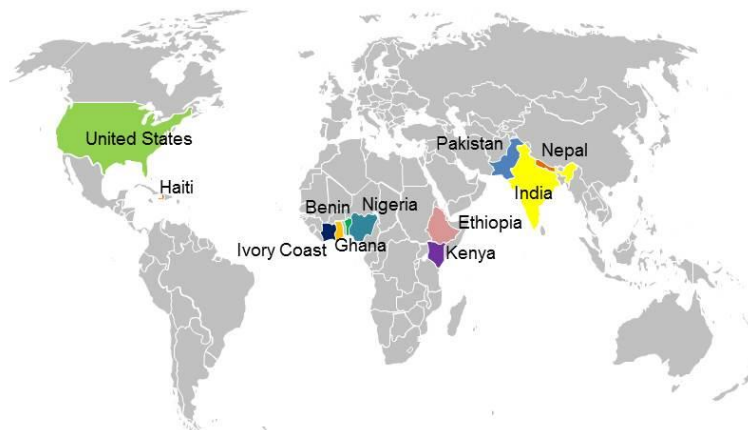 United States
Haiti
Pakistan
Nepal
India
Benin
Nigeria
Ethiopia
Ivory Coast
Ghana
Kenya